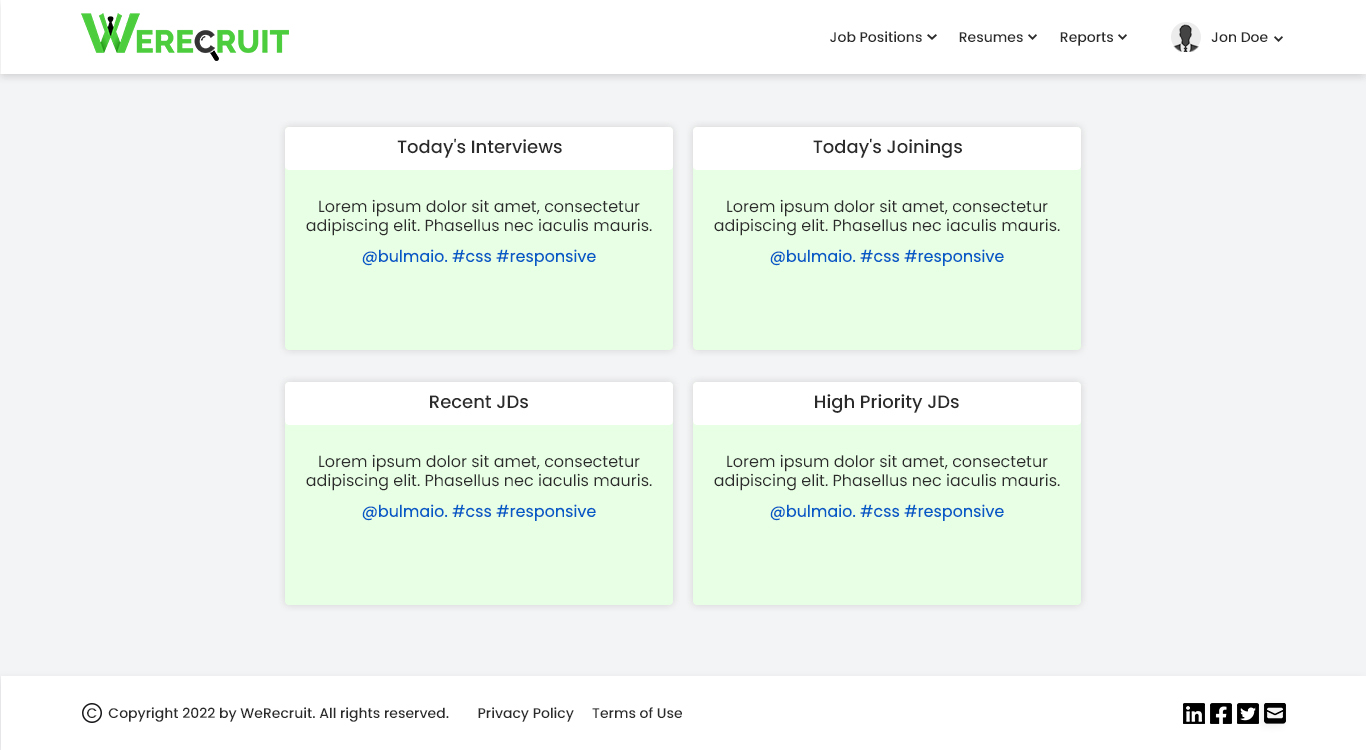 WERECRUIT
Job Positions
Resumes
Reports
Jon Doe
Today's Interviews
Lorem ipsum dolor sit amet, consectetur
adipiscing elit. Phasellus nec iaculis mauris.
@bulmaio. #css #responsive
Today's Joinings
Lorem ipsum dolor sit amet, consectetur
adipiscing elit. Phasellus nec iaculis mauris.
@bulmaio. #css #responsive
Recent JDs
Lorem ipsum dolor sit amet, consectetur
adipiscing elit. Phasellus nec iaculis mauris.
@bulmaio. #css #responsive
High Priority JDs
Lorem ipsum dolor sit amet, consectetur
adipiscing elit. Phasellus nec iaculis mauris.
@bulmaio. #css #responsive
© Copyright 2022 by WeRecruit. All rights reserved.
Privacy Policy
Terms of Use